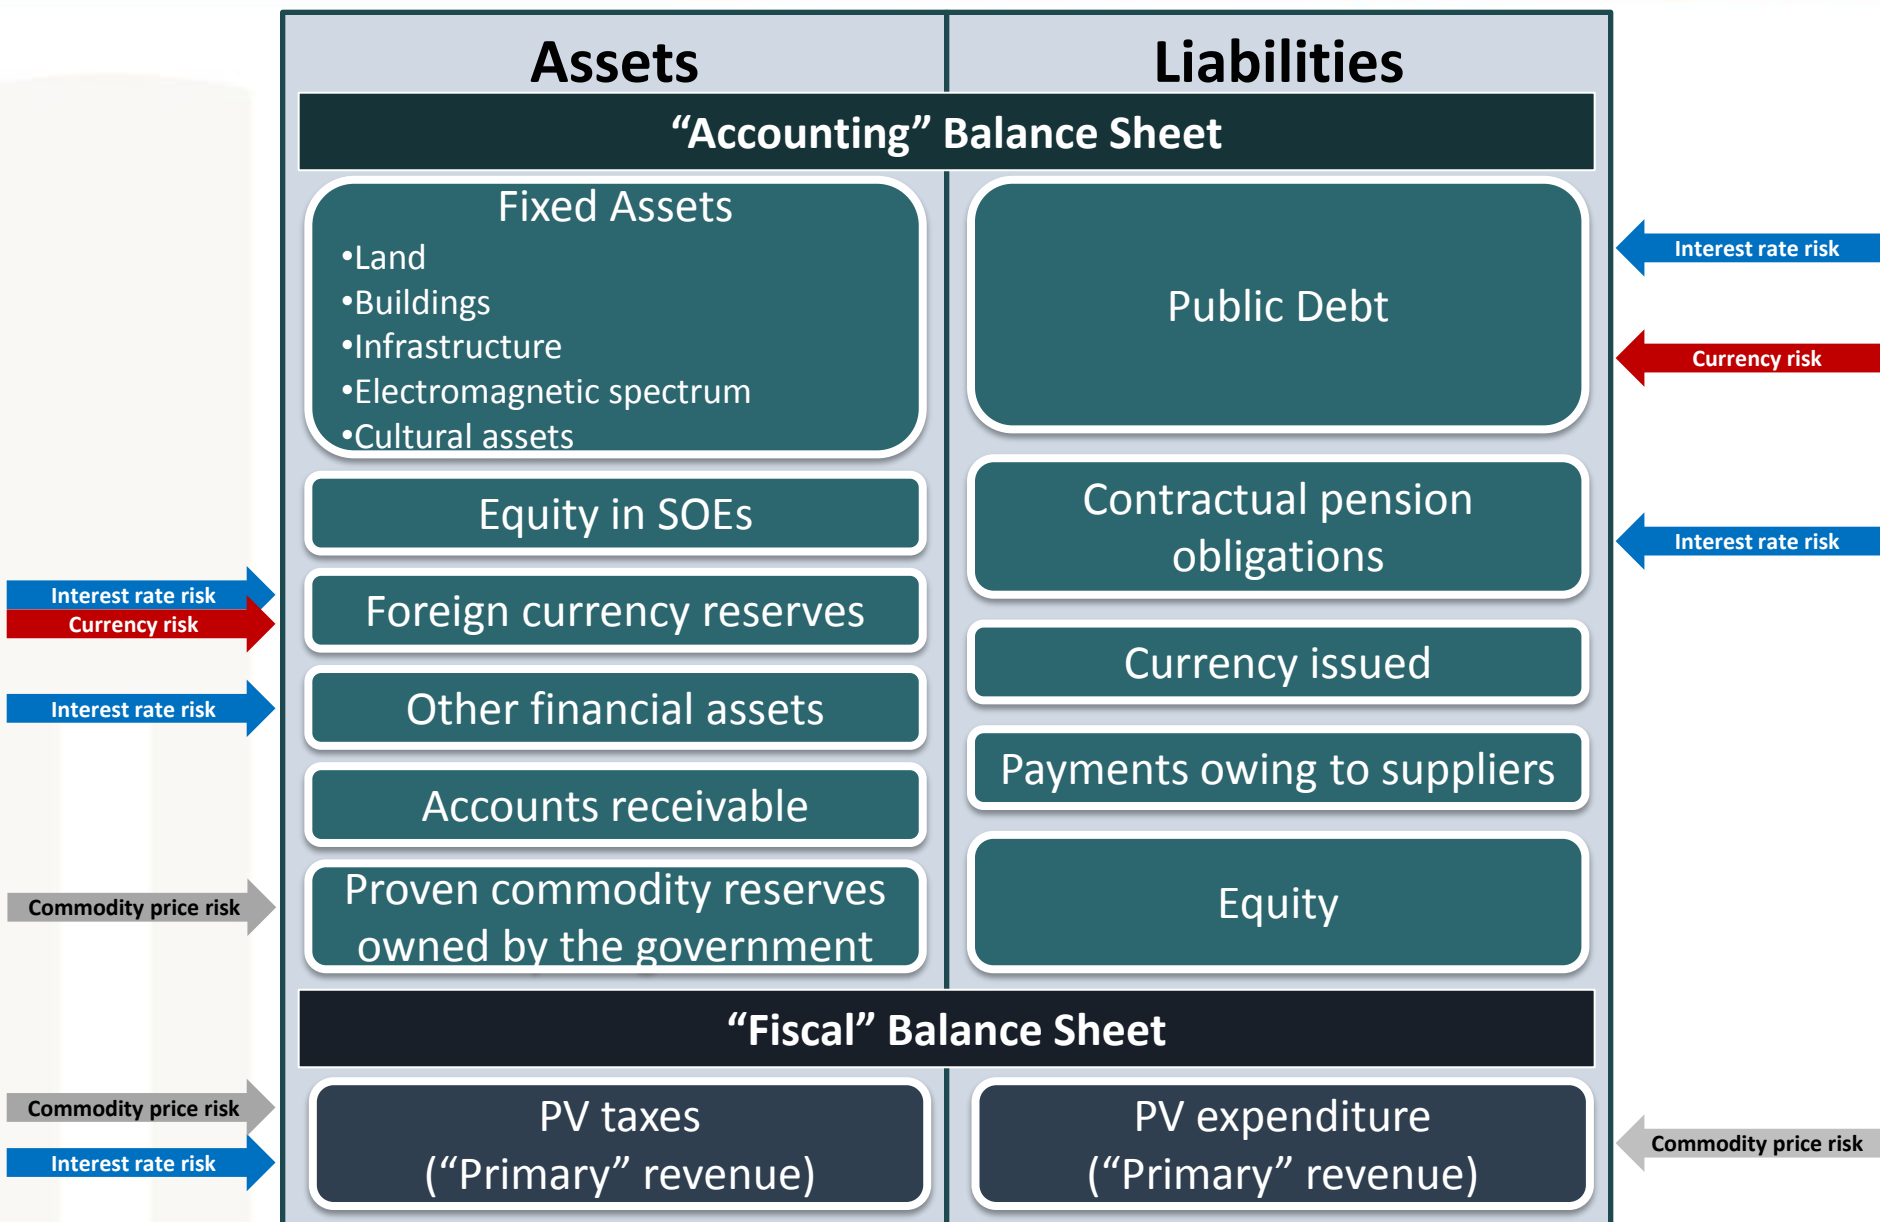 Assets
Liabilities
“Accounting” Balance Sheet
Fixed Assets
•Land
•Buildings
•Infrastructure
•Electromagnetic spectrum
•Cultural assets
Equity in SOEs
Interest rate risk
Currency risk
Foreign currency reserves
Interest rate risk
Other financial assets
Accounts receivable
Commodity price risk
Proven commodity reserves
owned by the government
Public Debt
Interest rate risk
Currency risk
Contractual pension
obligations
Interest rate risk
Currency issued
Payments owing to suppliers
Equity
“Fiscal” Balance Sheet
Commodity price risk
Interest rate risk
PV taxes
(“Primary” revenue)
PV expenditure
(“Primary” revenue)
Commodity price risk